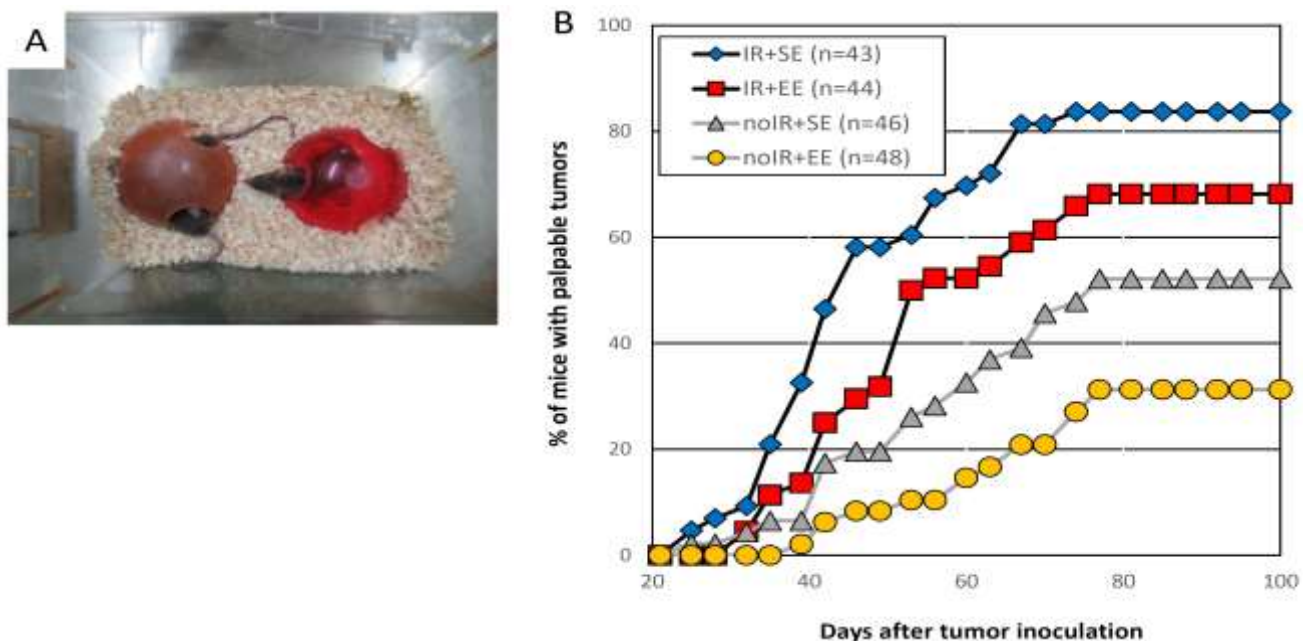 A
B
IR+SE (n=43)
IR+EE (n=44)
noIR+SE (n=46)
noIR+EE (n=48)
% of mice with palpable tumors
100
80
60
40
20
0
20 40 60 80 100
Days after tumor inoculation